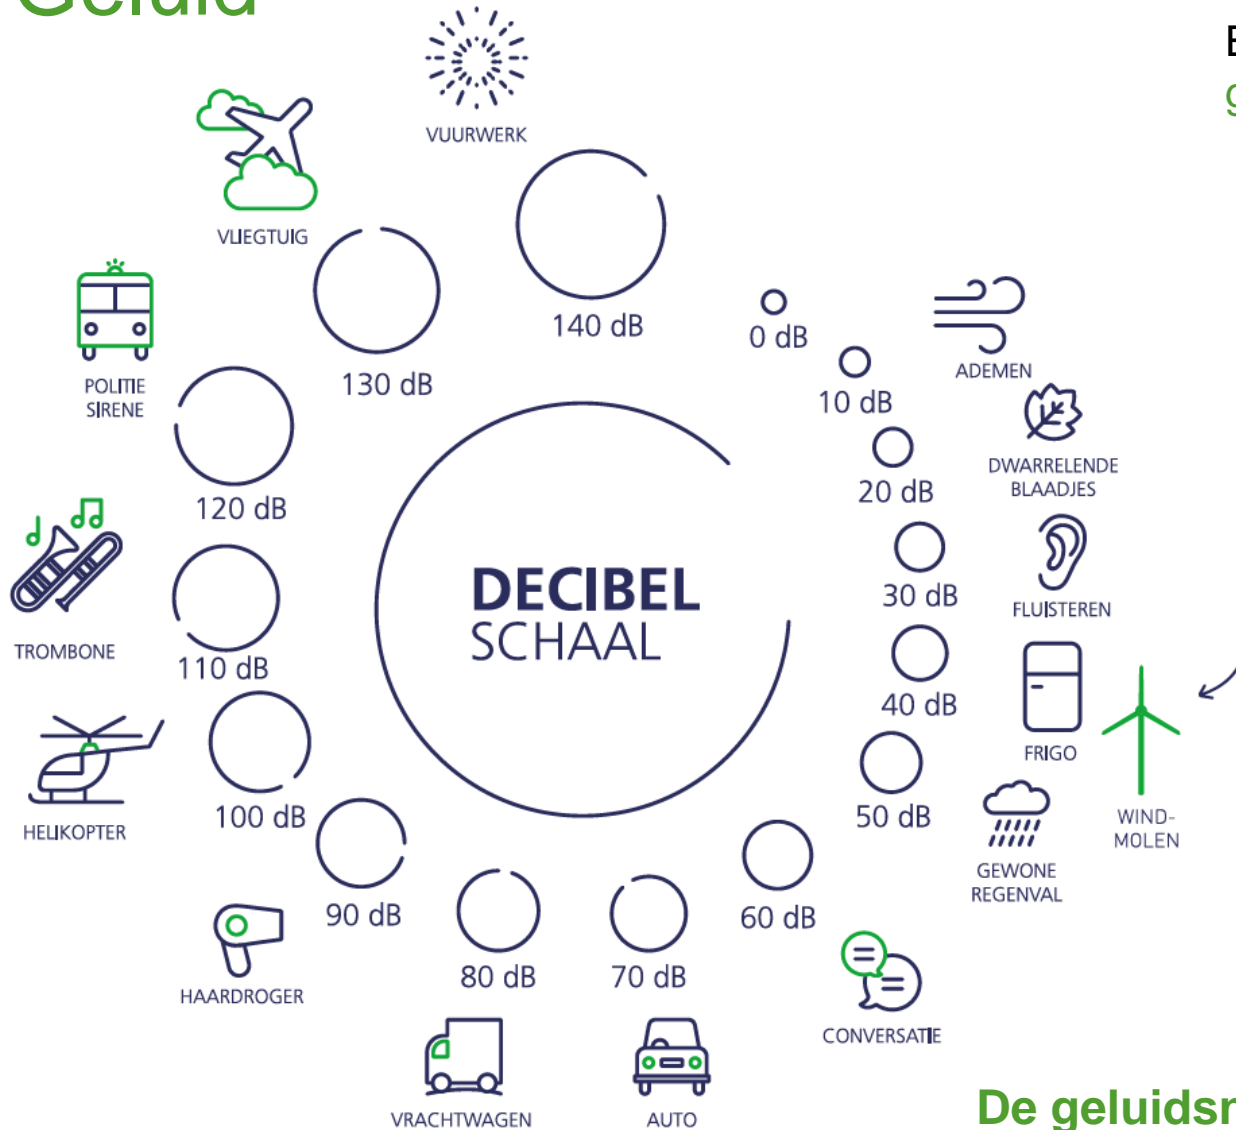 Geluid
VUURWERK
VLIEGTUIG
POLITIE
SIRENE
TROMBONE
HELIKOPTER
HAARDROGER
VRACHTWAGEN
AUTO
CONVERSATIE
GEWONE
REGENVAL
WIND-
MOLEN
FRIGO
FLUISTEREN
DWARRELENDE
BLAADJES
ADEMEN
0 dB
10 dB
20 dB
30 dB
40 dB
50 dB
60 dB
70 dB
80 dB
90 dB
100 dB
110 dB
120 dB
130 dB
140 dB
DECIBEL
SCHAAL
De